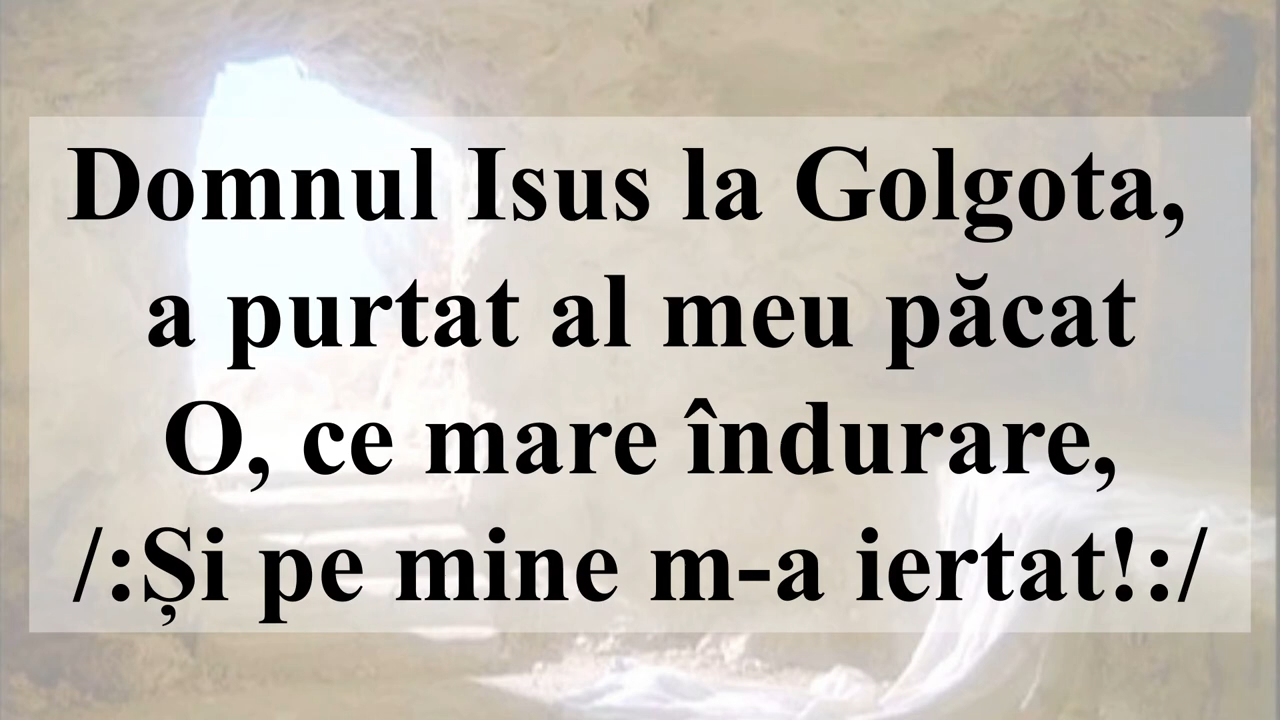 Domnul Isus la Golgota,
a purtat al meu păcat
O, ce mare îndurare,
/:Și pe mine m-a iertat!:/